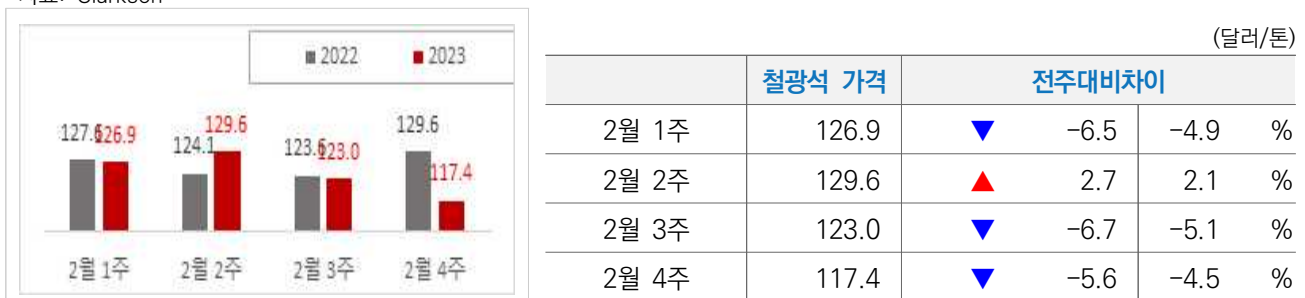 ■ 2022 ■ 2023
127.6 126.9 124.1 129.6 123.6 123.0 129.6 117.4
2월 1주 2월 2주 2월 3주 2월 4주
(달러/톤)
철광석 가격 전주대비차이
2월 1주 126.9 ▼ -6.5 -4.9 %
2월 2주 129.6 ▲ 2.7 2.1 %
2월 3주 123.0 ▼ -6.7 -5.1 %
2월 4주 117.4 ▼ -5.6 -4.5 %